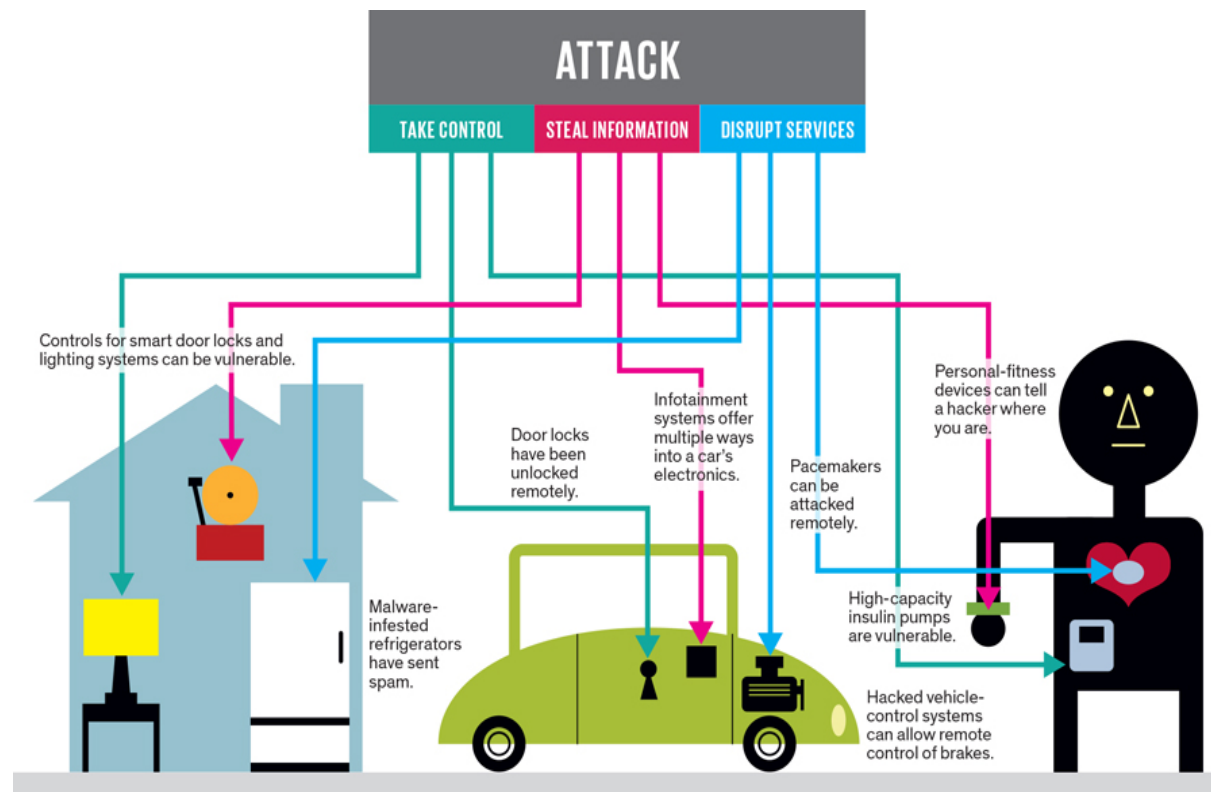 ATTACK
TAKE CONTROL
STEAL INFORMATION
DISRUPT SERVICES
Controls for smart door locks and
lighting systems can be vulnerable.
Door locks
have been
unlocked
remotely.
Infotainment
systems offer
multiple ways
into a car's
electronics.
Pacemakers
can be
attacked
remotely.
Personal-fitness
devices can tell
a hacker where
you are.
Malware-
infested
refrigerators
have sent
spam.
High-capacity
insulin pumps
are vulnerable.
Hacked vehicle-
control systems
can allow remote
control of brakes.